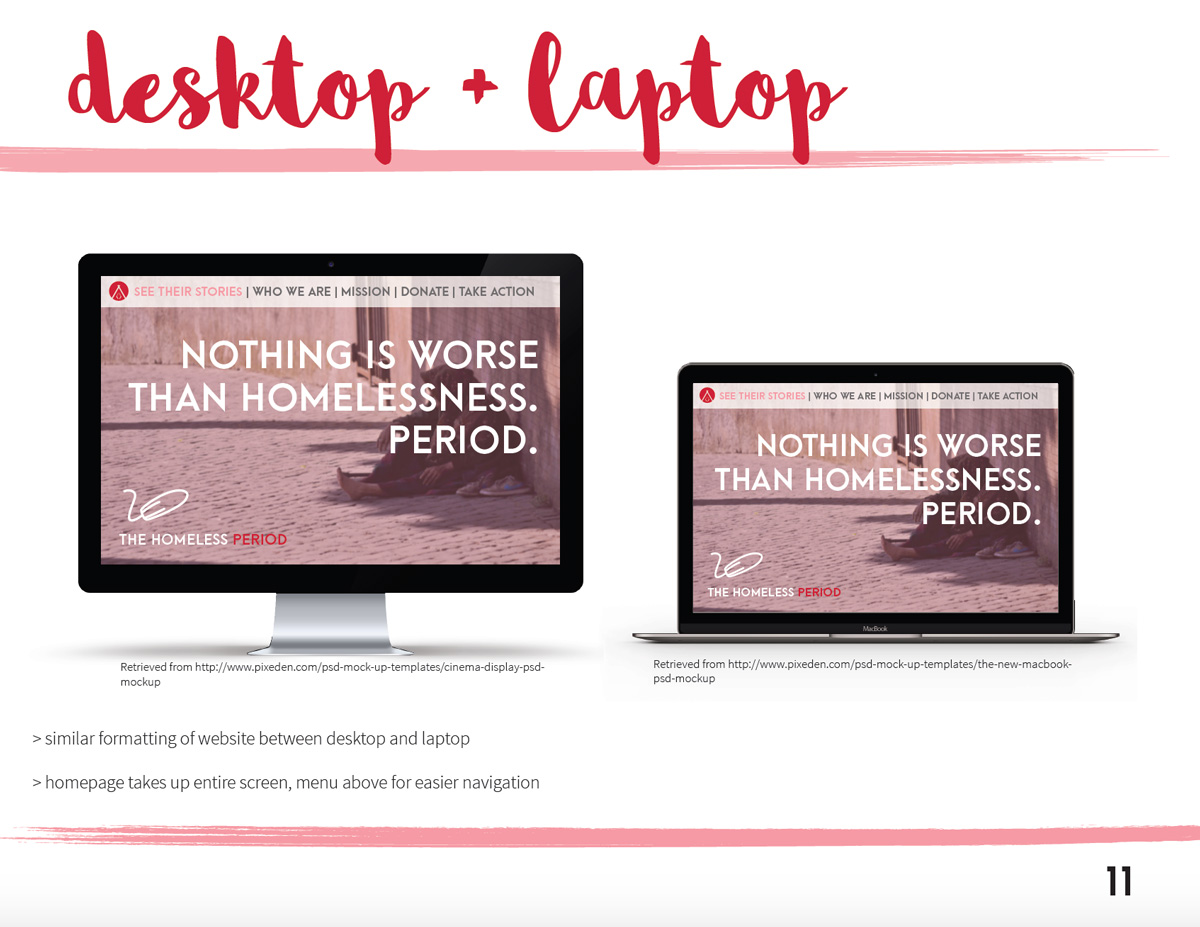 desktop + laptop
SEE THEIR STORIES | WHO WE ARE | MISSION | DONATE | TAKE ACTION
NOTHING IS WORSE
THAN HOMELESSNESS.
PERIOD.
THE HOMELESS PERIOD
Retrieved from http://www.pixeden.com/psd-mock-up-templates/cinema-display-psd-
mockup
SEE THEIR STORIES | WHO WE ARE | MISSION | DONATE | TAKE ACTION
NOTHING IS WORSE
THAN HOMELESSNESS.
PERIOD.
THE HOMELESS PERIOD
MacBook
Retrieved from http://www.pixeden.com/psd-mock-up-templates/the-new-macbook-
psd-mockup
> similar formatting of website between desktop and laptop
> homepage takes up entire screen, menu above for easier navigation
11